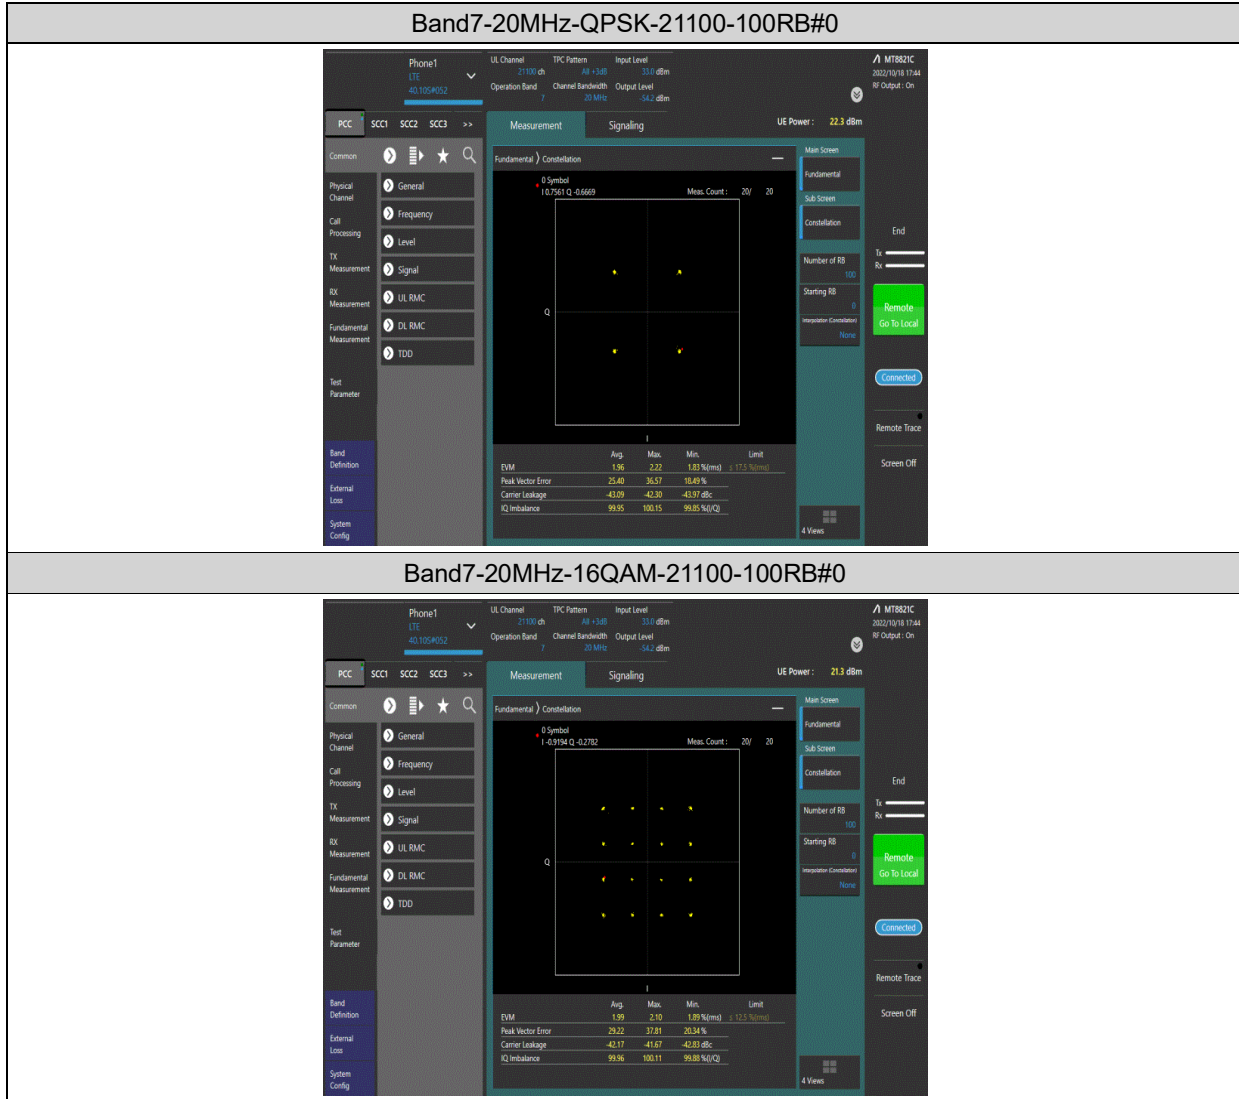 Band7-20MHz-QPSK-21100-100RB#0
Phone1
LTE
40.105#052
UL Channel TPC Pattern Input Level
21100 ch All +3dB 33.0 dBm
Operation Band Channel Bandwidth Output Level
7 20 MHz -54.2 dBm
MT8821C
2022/10/18 17:44
RF Output : On
PCC SCC1 SCC2 SCC3 >>
Measurement Signaling
UE Power : 22.3 dBm
Common
Physical Channel
Call Processing
TX Measurement
RX Measurement
Fundamental Measurement
Test Parameter
Band Definition
External Loss
System Config
General
Frequency
Level
Signal
UL RMC
DL RMC
TDD
Fundamental Constellation
0 Symbol
I 0.7561 Q -0.6669 Meas. Count : 20/ 20
Q
I
Avg. Max. Min. Limit
EVM 1.96 2.22 1.83 %(rms) ≤ 17.5 %(rms)
Peak Vector Error 25.40 36.57 18.49 %
Carrier Leakage -43.09 -42.30 -43.97 dBc
IQ Imbalance 99.95 100.15 99.85 %(I/Q)
Main Screen
Fundamental
Sub Screen
Constellation
Number of RB
100
Starting RB
0
Interpolation (Constellation)
None
4 Views
End
Tx
Rx
Remote
Go To Local
Connected
Remote Trace
Screen Off
Band7-20MHz-16QAM-21100-100RB#0
Phone1
LTE
40.105#052
UL Channel TPC Pattern Input Level
21100 ch All +3dB 33.0 dBm
Operation Band Channel Bandwidth Output Level
7 20 MHz -54.2 dBm
MT8821C
2022/10/18 17:44
RF Output : On
PCC SCC1 SCC2 SCC3 >>
Measurement Signaling
UE Power : 21.3 dBm
Common
Physical Channel
Call Processing
TX Measurement
RX Measurement
Fundamental Measurement
Test Parameter
Band Definition
External Loss
System Config
General
Frequency
Level
Signal
UL RMC
DL RMC
TDD
Fundamental Constellation
0 Symbol
I -0.9194 Q -0.2782 Meas. Count : 20/ 20
Q
I
Avg. Max. Min. Limit
EVM 1.99 2.10 1.89 %(rms) ≤ 12.5 %(rms)
Peak Vector Error 29.22 37.81 20.34 %
Carrier Leakage -42.17 -41.67 -42.83 dBc
IQ Imbalance 99.96 100.11 99.88 %(I/Q)
Main Screen
Fundamental
Sub Screen
Constellation
Number of RB
100
Starting RB
0
Interpolation (Constellation)
None
4 Views
End
Tx
Rx
Remote
Go To Local
Connected
Remote Trace
Screen Off